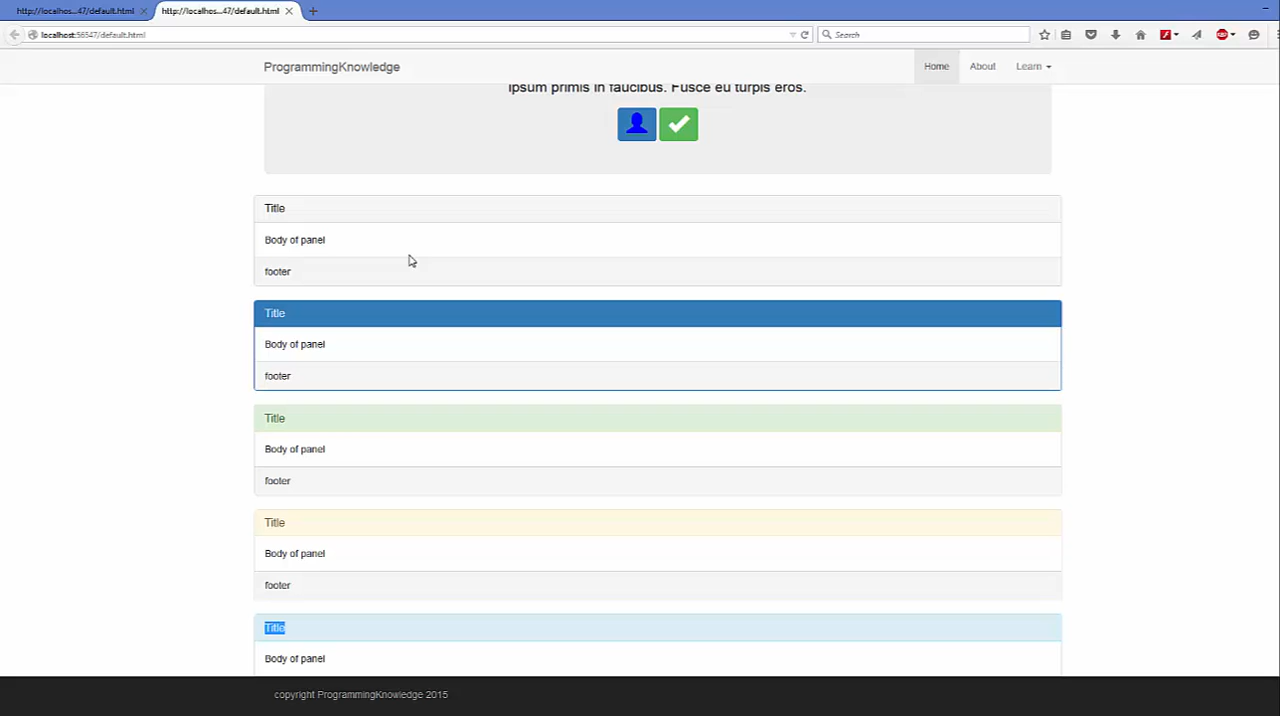 http://localhos...47/default.html
http://localhos...47/default.html
localhost:56547/default.html
Search
ProgrammingKnowledge
Home
About
Learn
ipsum primis in faucibus. Fusce eu turpis eros.
Title
Body of panel
footer
Title
Body of panel
footer
Title
Body of panel
footer
Title
Body of panel
footer
Title
Body of panel
copyright ProgrammingKnowledge 2015